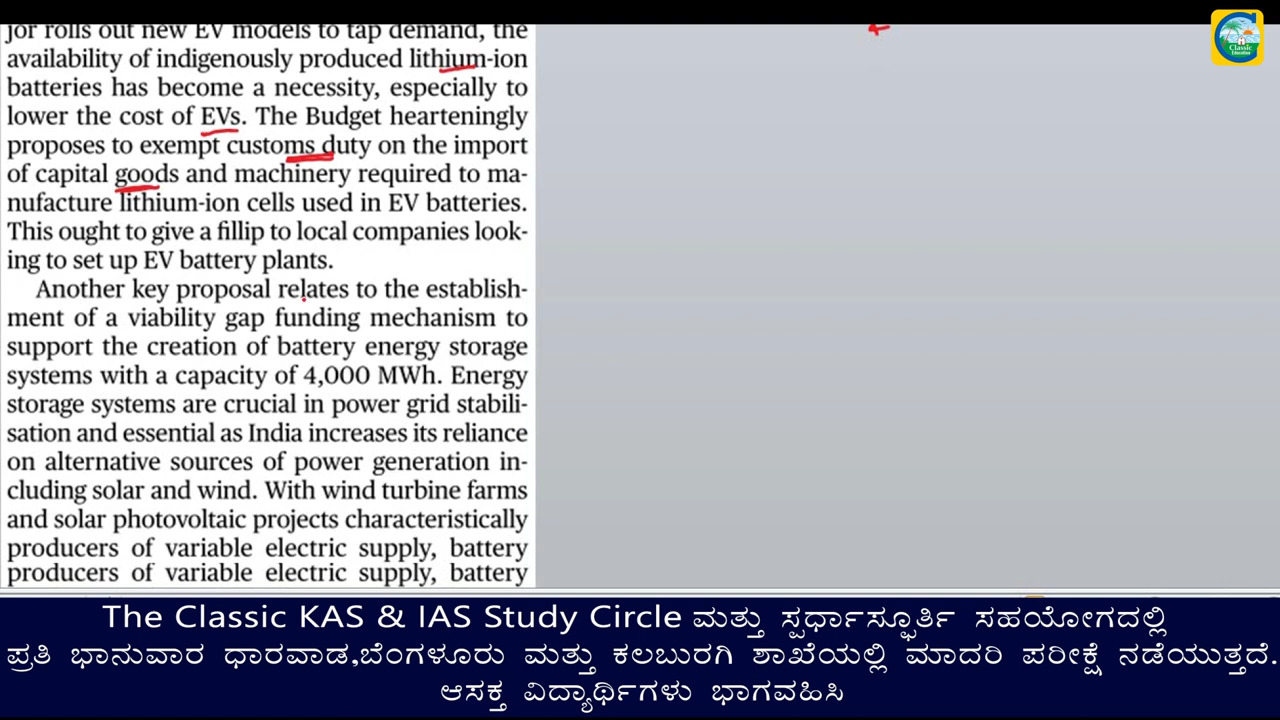 jor rolls out new EV models to tap demand, the
availability of indigenously produced lithium-ion
batteries has become a necessity, especially to
lower the cost of EVs. The Budget hearteningly
proposes to exempt customs duty on the import
of capital goods and machinery required to ma-
nufacture lithium-ion cells used in EV batteries.
This ought to give a fillip to local companies look-
ing to set up EV battery plants.
Another key proposal relates to the establish-
ment of a viability gap funding mechanism to
support the creation of battery energy storage
systems with a capacity of 4,000 MWh. Energy
storage systems are crucial in power grid stabili-
sation and essential as India increases its reliance
on alternative sources of power generation in-
cluding solar and wind. With wind turbine farms
and solar photovoltaic projects characteristically
producers of variable electric supply, battery
producers of variable electric supply, battery
Classic
Education
The Classic KAS & IAS Study Circle ಮತ್ತು ಸ್ಪರ್ಧಾಸ್ಫೂರ್ತಿ ಸಹಯೋಗದಲ್ಲಿ
ಪ್ರತಿ ಭಾನುವಾರ ಧಾರವಾಡ,ಬೆಂಗಳೂರು ಮತ್ತು ಕಲಬುರಗಿ ಶಾಖೆಯಲ್ಲಿ ಮಾದರಿ ಪರೀಕ್ಷೆ ನಡೆಯುತ್ತದೆ.
ಆಸಕ್ತ ವಿದ್ಯಾರ್ಥಿಗಳು ಭಾಗವಹಿಸಿ